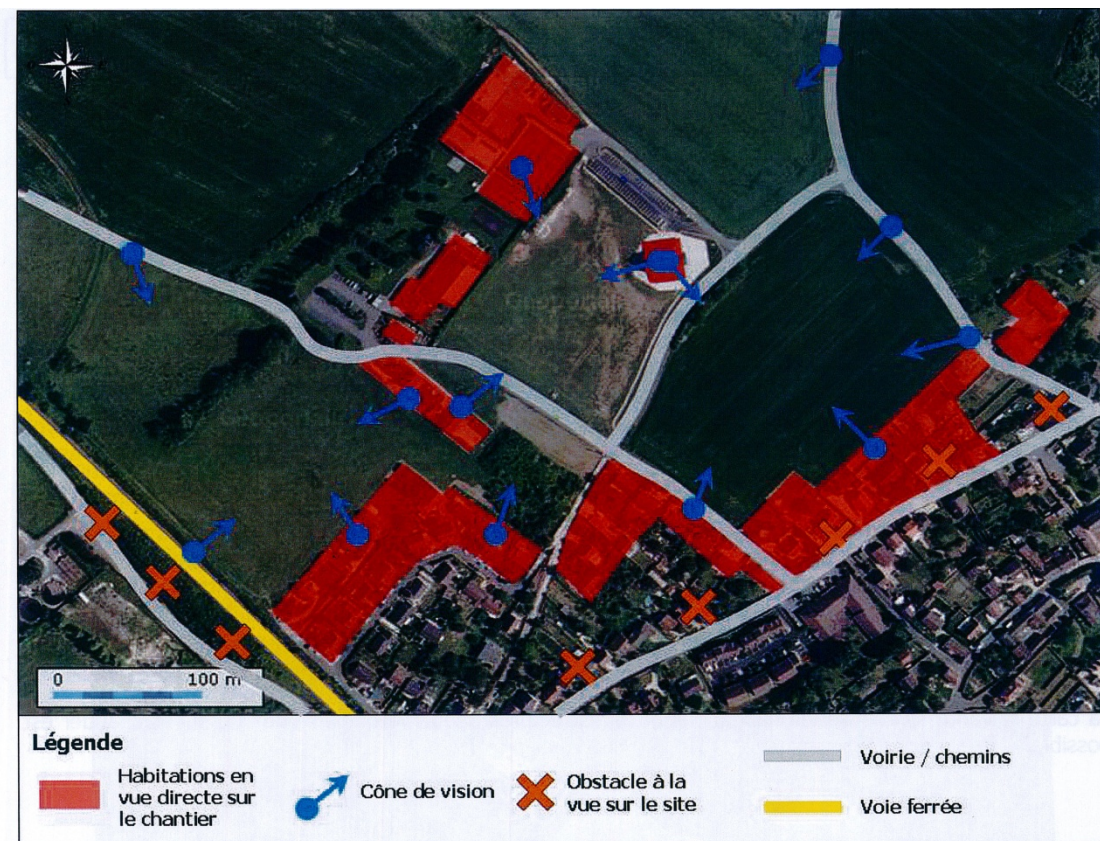 0 100 m
Légende
Habitations en
vue directe sur
le chantier
Cône de vision
Obstacle à la
vue sur le site
Voirie / chemins
Voie ferrée